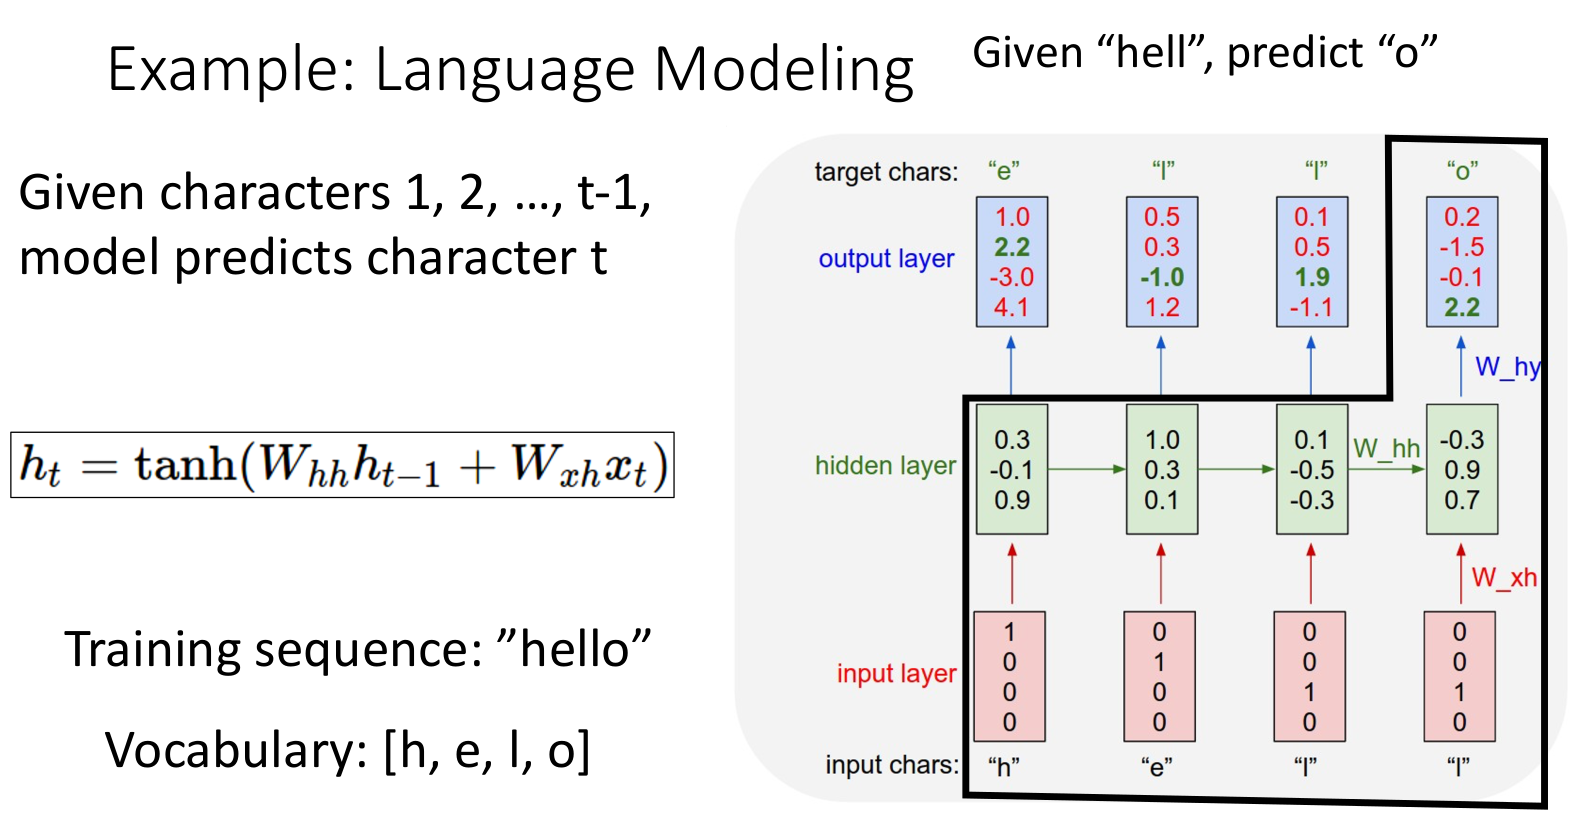 Example: Language Modeling
Given “hell”, predict “o”
Given characters 1, 2, …, t-1,
model predicts character t
h_t = tanh(W_{hh}h_{t−1} + W_{xh}x_t)
Training sequence: ”hello”
Vocabulary: [h, e, l, o]
target chars: “e” “l” “l” “o”
output layer
1.0 0.5 0.1 0.2
2.2 0.3 0.5 -1.5
-3.0 -1.0 1.9 -0.1
4.1 1.2 -1.1 2.2
W_hy
hidden layer
0.3 1.0 0.1 -0.3
-0.1 0.3 -0.5 0.9
0.9 0.1 -0.3 0.7
W_hh
W_xh
input layer
1 0 0 0
0 1 0 0
0 0 1 1
0 0 0 0
input chars: “h” “e” “l” “l”